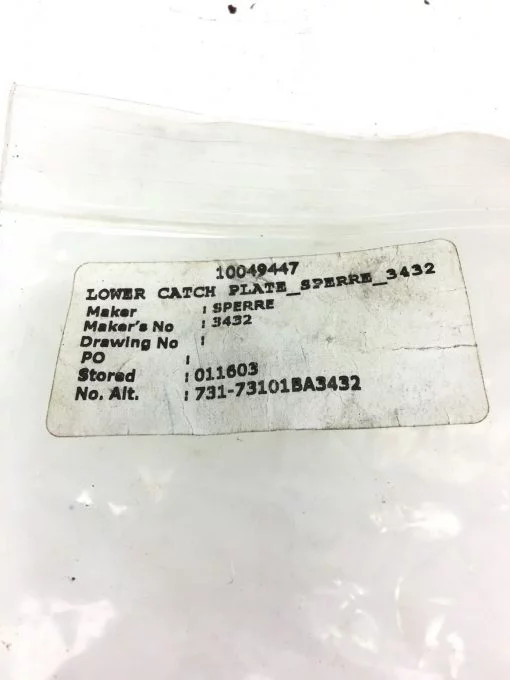 10049447
LOWER CATCH PLATE_SPERRE_3432
Maker : SPERRE
Maker's No : 3432
Drawing No :
PO :
Stored : 011603
No. Alt. : 731-73101BA3432